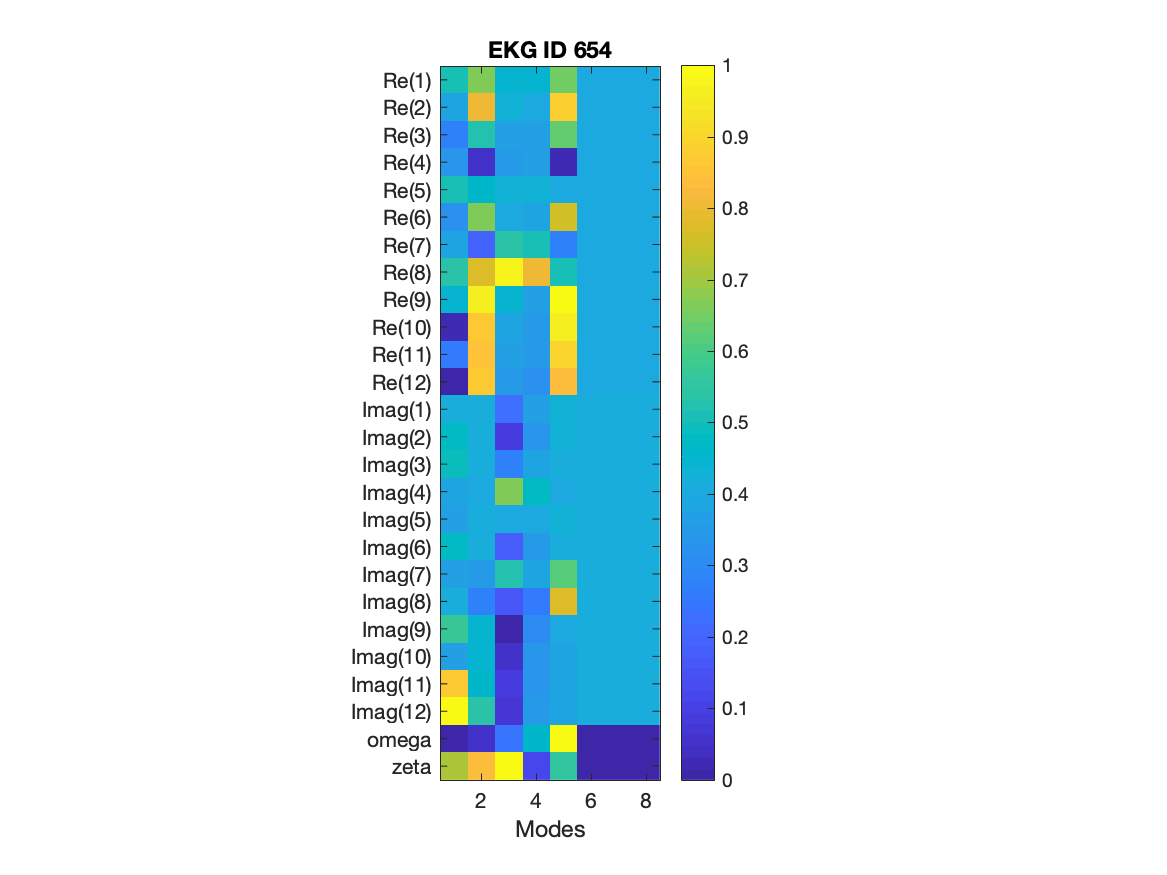 EKG ID 654
Re(1)
Re(2)
Re(3)
Re(4)
Re(5)
Re(6)
Re(7)
Re(8)
Re(9)
Re(10)
Re(11)
Re(12)
Imag(1)
Imag(2)
Imag(3)
Imag(4)
Imag(5)
Imag(6)
Imag(7)
Imag(8)
Imag(9)
Imag(10)
Imag(11)
Imag(12)
omega
zeta
2 4 6 8
Modes
1
0.9
0.8
0.7
0.6
0.5
0.4
0.3
0.2
0.1
0